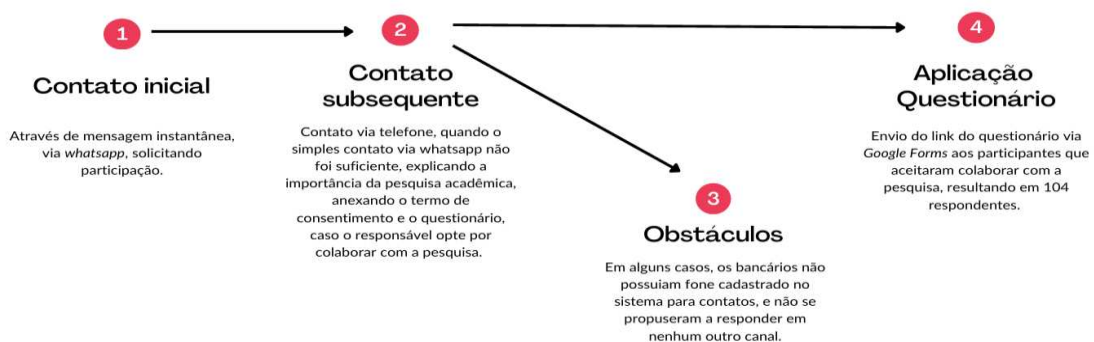 1
Contato inicial
Através de mensagem instantânea,
via whatsapp, solicitando
participação.
2
Contato
subsequente
Contato via telefone, quando o
simples contato via whatsapp não
foi suficiente, explicando a
importância da pesquisa acadêmica,
anexando o termo de
consentimento e o questionário,
caso o responsável opte por
colaborar com a pesquisa.
3
Obstáculos
Em alguns casos, os bancários não
possuiam fone cadastrado no
sistema para contatos, e não se
propuseram a responder em
nenhum outro canal.
4
Aplicação
Questionário
Envio do link do questionário via
Google Forms aos participantes que
aceitaram colaborar com a
pesquisa, resultando em 104
respondentes.